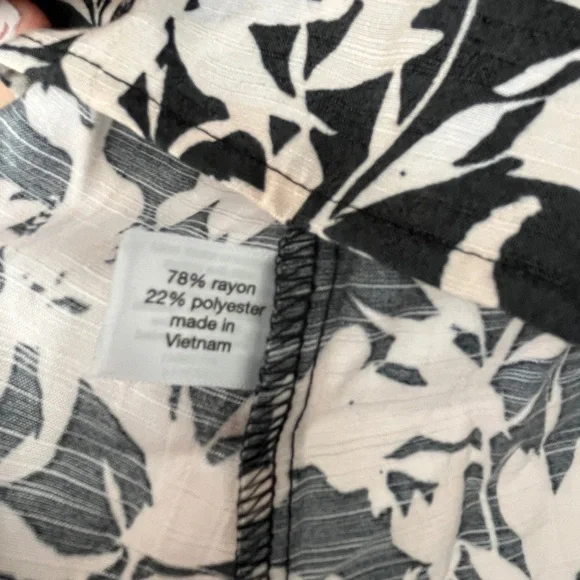 78% rayon
22% polyester
made in
Vietnam